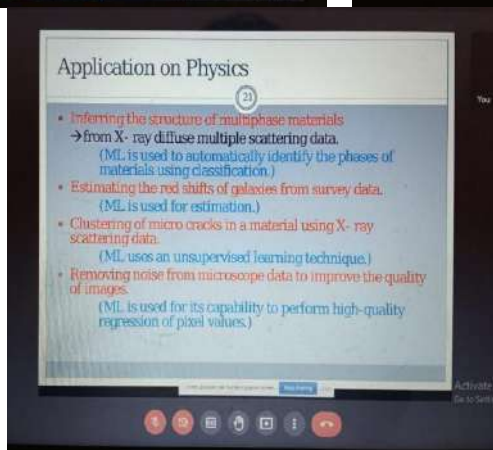 Application on Physics
21
• Inferring the structure of multiphase materials
→from X- ray diffuse multiple scattering data.
(ML is used to automatically identify the phases of
materials using classification.)
• Estimating the red shifts of galaxies from survey data.
(ML is used for estimation.)
• Clustering of micro cracks in a material using X- ray
scattering data.
(ML uses an unsupervised learning technique.)
• Removing noise from microscope data to improve the quality
of images.
(ML is used for its capability to perform high-quality
regression of pixel values.)
You
Activate
Go to Setti